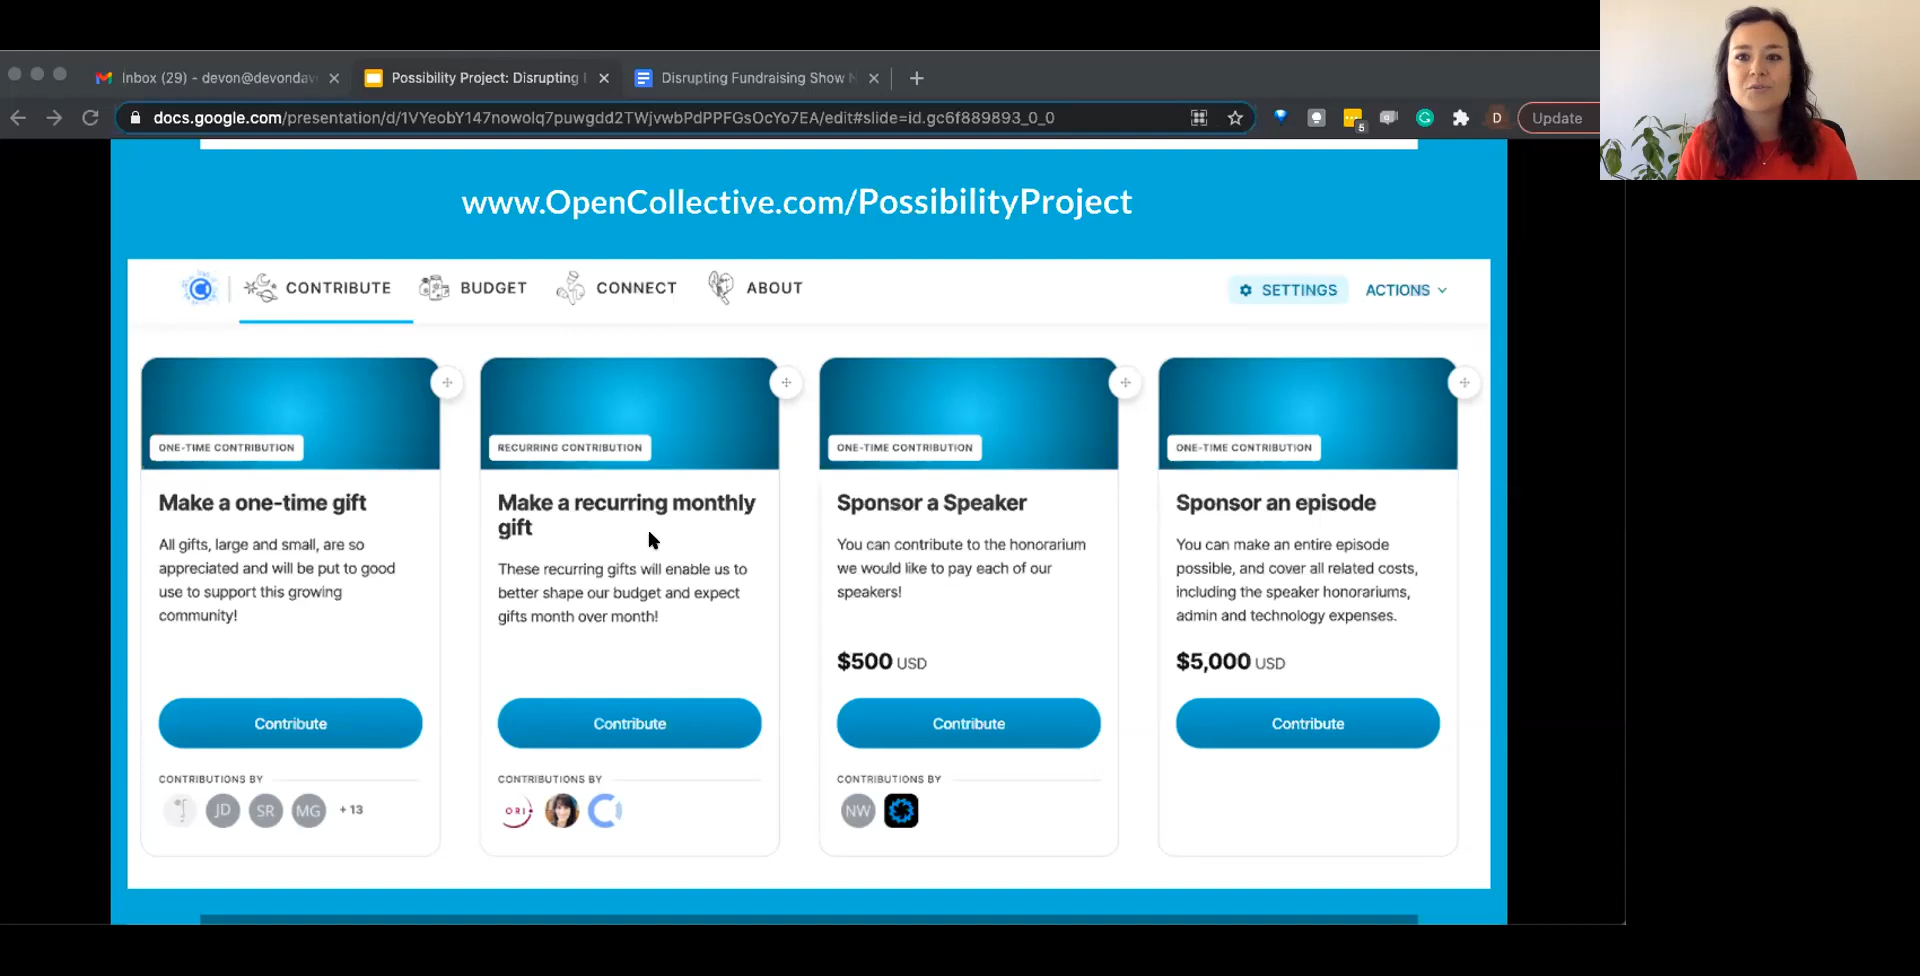 Inbox (29) - devon@devondav
Possibility Project: Disrupting
Disrupting Fundraising Show
docs.google.com/presentation/d/1VYeobY147nowolq7puwgdd2TWjvwbPdPPFGsOcYo7EA/edit#slide=id.gc6f889893_0_0
5
D
Update
www.OpenCollective.com/PossibilityProject
CONTRIBUTE
BUDGET
CONNECT
ABOUT
SETTINGS
ACTIONS
ONE-TIME CONTRIBUTION
Make a one-time gift
All gifts, large and small, are so
appreciated and will be put to good
use to support this growing
community!
Contribute
CONTRIBUTIONS BY
JD
SR
MG
+ 13
RECURRING CONTRIBUTION
Make a recurring monthly
gift
These recurring gifts will enable us to
better shape our budget and expect
gifts month over month!
Contribute
CONTRIBUTIONS BY
ORI
ONE-TIME CONTRIBUTION
Sponsor a Speaker
You can contribute to the honorarium
we would like to pay each of our
speakers!
$500 USD
Contribute
CONTRIBUTIONS BY
NW
ONE-TIME CONTRIBUTION
Sponsor an episode
You can make an entire episode
possible, and cover all related costs,
including the speaker honorariums,
admin and technology expenses.
$5,000 USD
Contribute